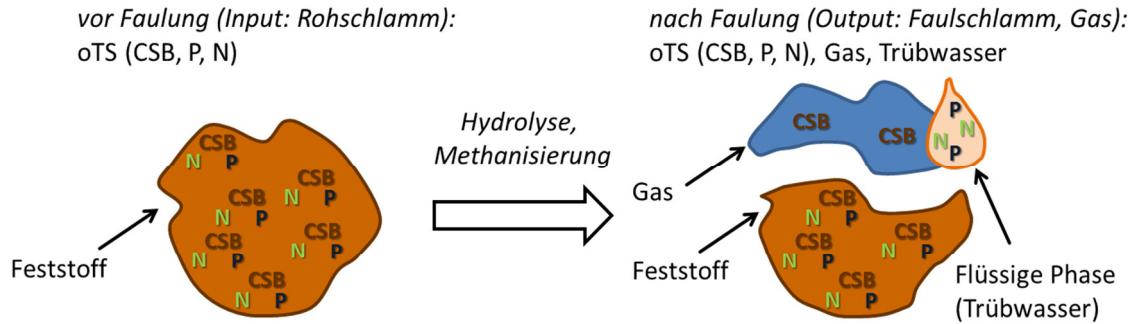 vor Faulung (Input: Rohschlamm):
oTS (CSB, P, N)
CSB
N P
CSB
N P
CSB
N P
CSB
N P
CSB
N P
CSB
N P
Feststoff
Hydrolyse,
Methanisierung
nach Faulung (Output: Faulschlamm, Gas):
oTS (CSB, P, N), Gas, Trübwasser
CSB
CSB
P
N
N
P
Gas
CSB
N P
CSB
N P
CSB
N P
CSB
N P
Feststoff
Flüssige Phase
(Trübwasser)